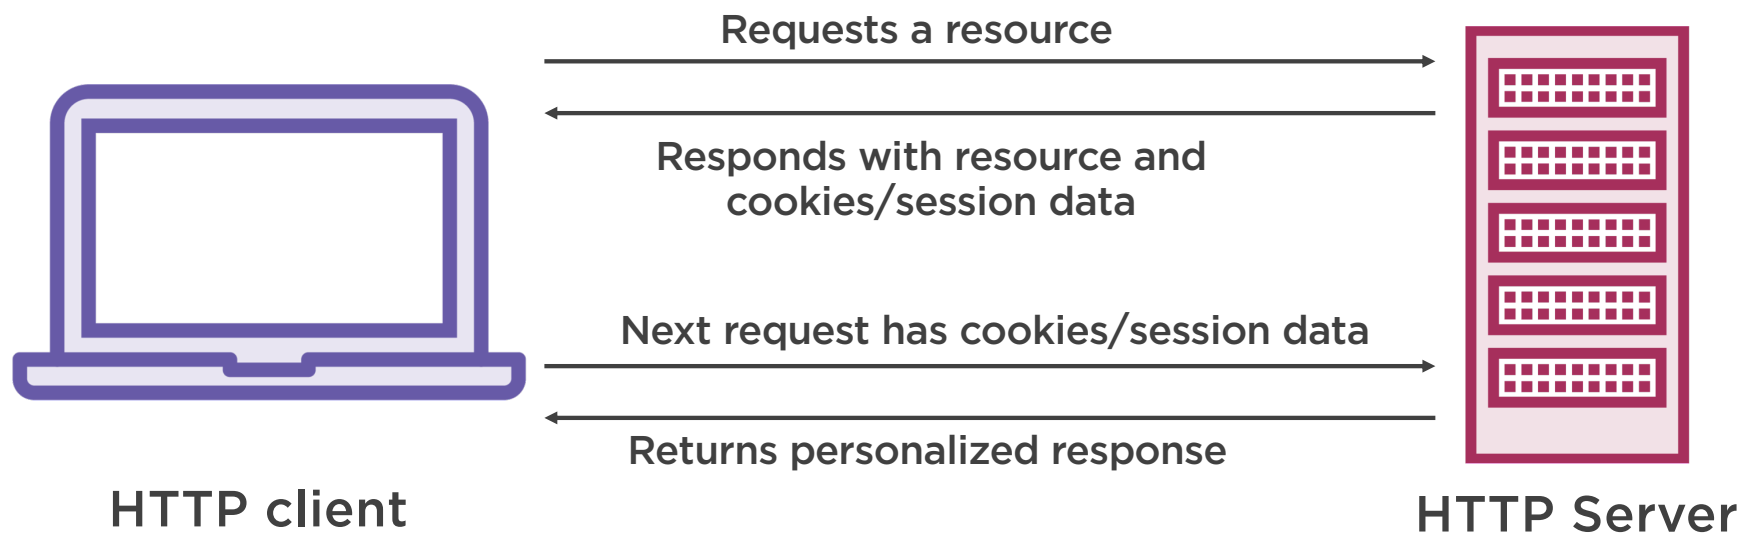 Requests a resource
Responds with resource and
cookies/session data
Next request has cookies/session data
Returns personalized response
HTTP client
HTTP Server